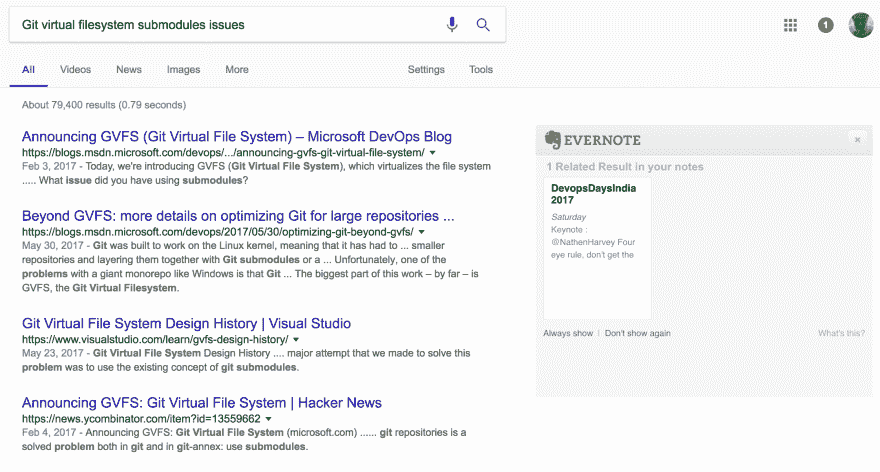 Git virtual filesystem submodules issues
1
All Videos News Images More Settings Tools
About 79,400 results (0.79 seconds)
Announcing GVFS (Git Virtual File System) – Microsoft DevOps Blog
https://blogs.msdn.microsoft.com/devops/.../announcing-gvfs-git-virtual-file-system/
Feb 3, 2017 - Today, we're introducing GVFS (Git Virtual File System), which virtualizes the file system
..... What issue did you have using submodules?
Beyond GVFS: more details on optimizing Git for large repositories ...
https://blogs.msdn.microsoft.com/devops/2017/05/30/optimizing-git-beyond-gvfs/
May 30, 2017 - Git was built to work on the Linux kernel, meaning that it has had to ... smaller
repositories and layering them together with Git submodules or a ... Unfortunately, one of the
problems with a giant monorepo like Windows is that Git ... The biggest part of this work – by far – is
GVFS, the Git Virtual Filesystem.
Git Virtual File System Design History | Visual Studio
https://www.visualstudio.com/learn/gvfs-design-history/
May 23, 2017 - Git Virtual File System Design History .... major attempt that we made to solve this
problem was to use the existing concept of git submodules.
Announcing GVFS: Git Virtual File System | Hacker News
https://news.ycombinator.com/item?id=13559662
Feb 4, 2017 - Announcing GVFS: Git Virtual File System (microsoft.com) ...... git repositories is a
solved problem both in git and in git-annex: use submodules.
EVERNOTE ×
1 Related Result in your notes
DevopsDaysIndia
2017
Saturday
Keynote :
@NathenHarvey Four
eye rule, don't get the
Always show | Don't show again What's this?